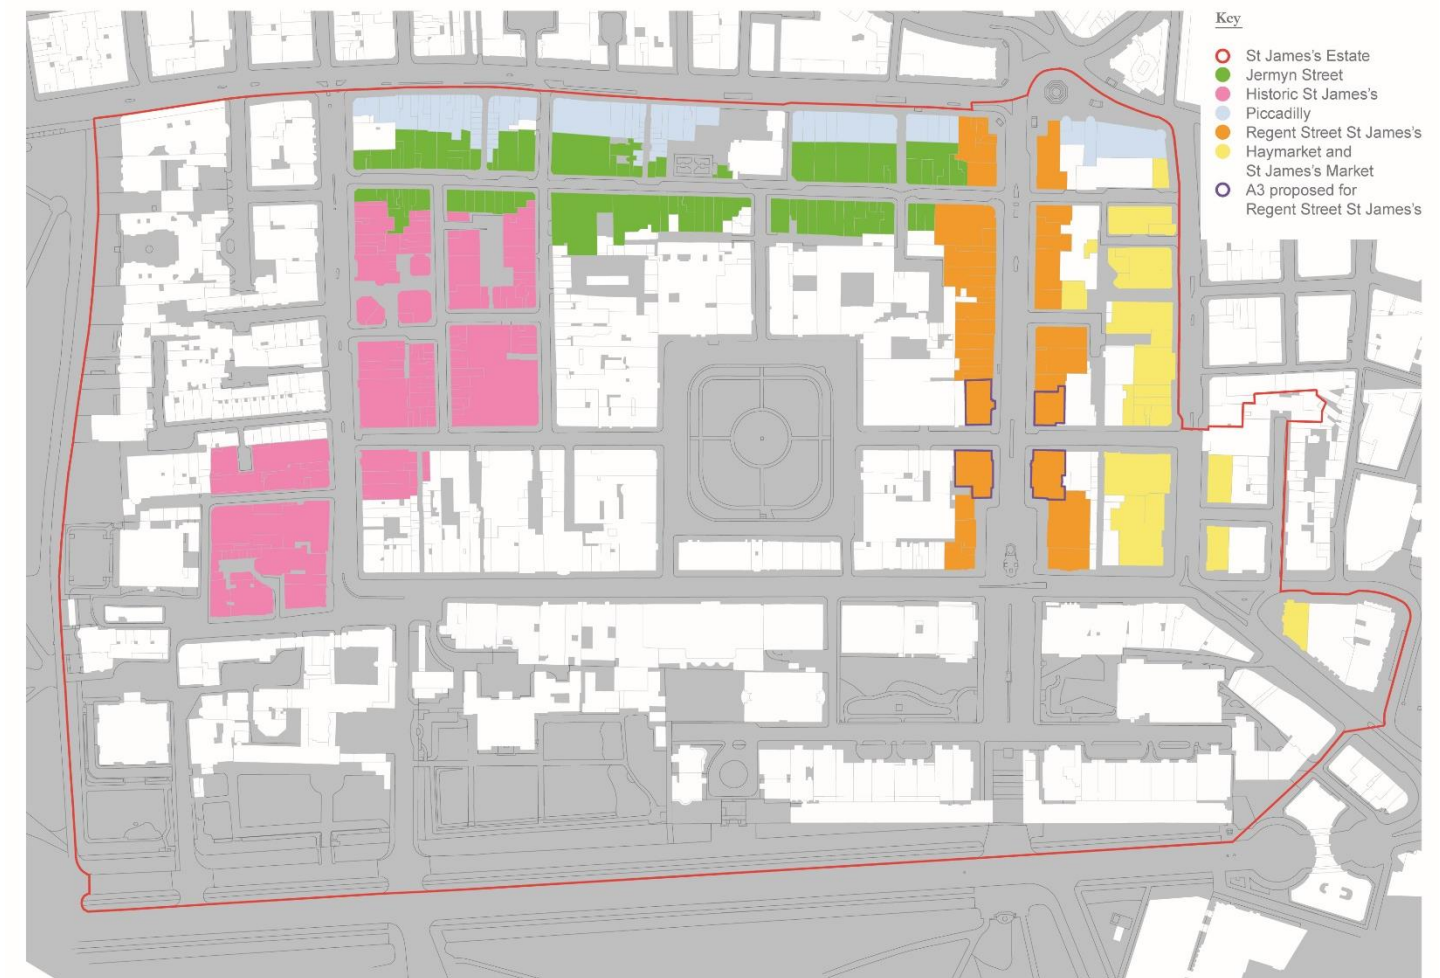 Key
St James's Estate
Jermyn Street
Historic St James's
Piccadilly
Regent Street St James's
Haymarket and
St James's Market
A3 proposed for
Regent Street St James's